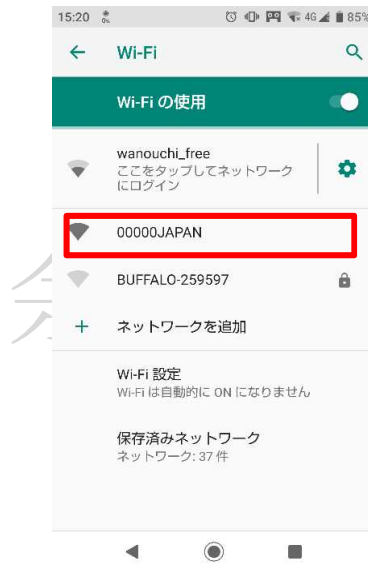 15:20 4G 85%
Wi-Fi
Wi-Fi の使用
wanouchi_free
ここをタップしてネットワーク
にログイン
00000JAPAN
BUFFALO-259597
ネットワークを追加
Wi-Fi 設定
Wi-Fi は自動的に ON になりません
保存済みネットワーク
ネットワーク: 37 件